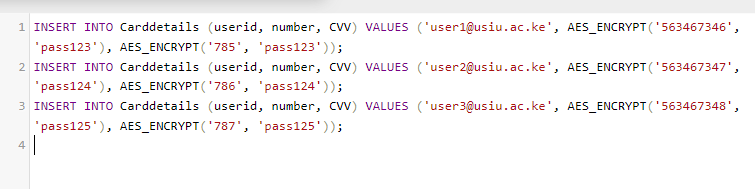 1 INSERT INTO Carddetails (userid, number, CVV) VALUES ('user1@usiu.ac.ke', AES_ENCRYPT('563467346',
'pass123'), AES_ENCRYPT('785', 'pass123'));
2 INSERT INTO Carddetails (userid, number, CVV) VALUES ('user2@usiu.ac.ke', AES_ENCRYPT('563467347',
'pass124'), AES_ENCRYPT('786', 'pass124'));
3 INSERT INTO Carddetails (userid, number, CVV) VALUES ('user3@usiu.ac.ke', AES_ENCRYPT('563467348',
'pass125'), AES_ENCRYPT('787', 'pass125'));
4